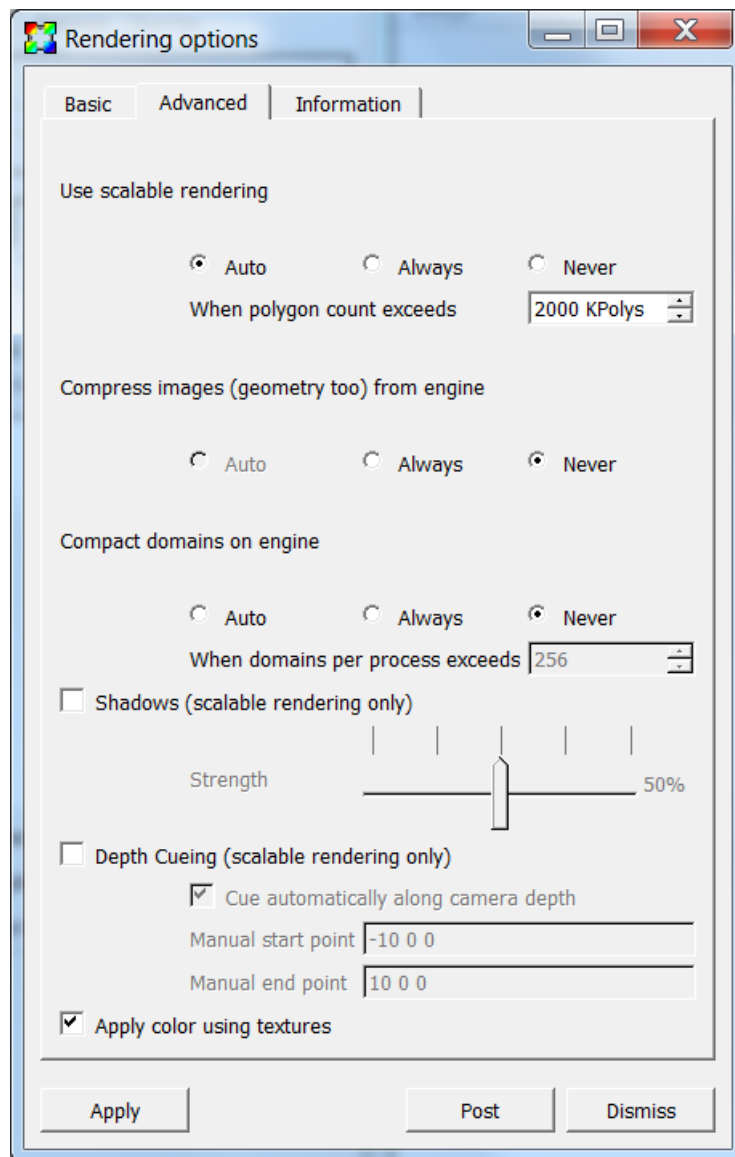 Rendering options
Basic Advanced Information
Use scalable rendering
Auto Always Never
When polygon count exceeds 2000 KPolys
Compress images (geometry too) from engine
Auto Always Never
Compact domains on engine
Auto Always Never
When domains per process exceeds 256
Shadows (scalable rendering only)
Strength 50%
Depth Cueing (scalable rendering only)
Cue automatically along camera depth
Manual start point -10 0 0
Manual end point 10 0 0
Apply color using textures
Apply Post Dismiss